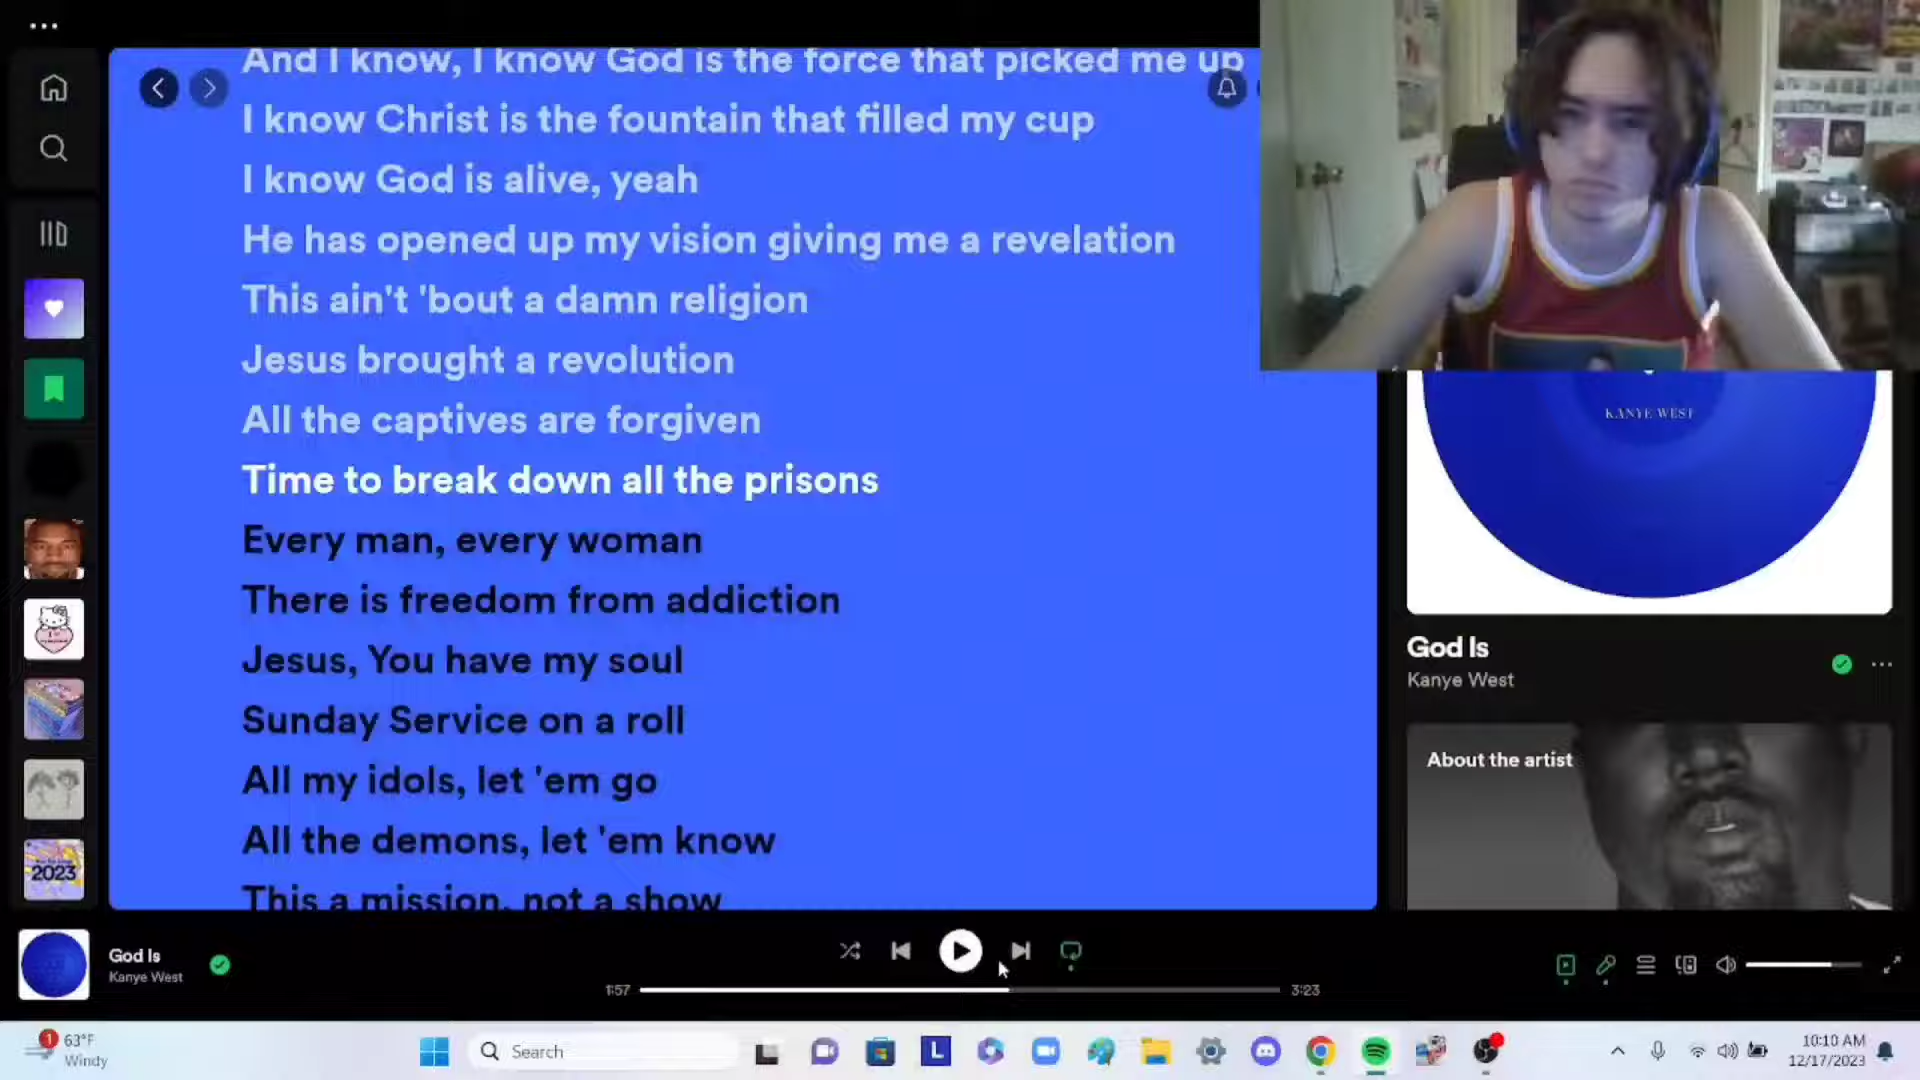 And I know, I know God is the force that picked me up
I know Christ is the fountain that filled my cup
I know God is alive, yeah
He has opened up my vision giving me a revelation
This ain't 'bout a damn religion
Jesus brought a revolution
All the captives are forgiven
Time to break down all the prisons
Every man, every woman
There is freedom from addiction
Jesus, You have my soul
Sunday Service on a roll
All my idols, let 'em go
All the demons, let 'em know
This a mission, not a show
KANYE WEST
God Is
Kanye West
About the artist
2023
God Is
Kanye West
1:57
3:23
1
63°F
Windy
Search
L
10:10 AM
12/17/2023